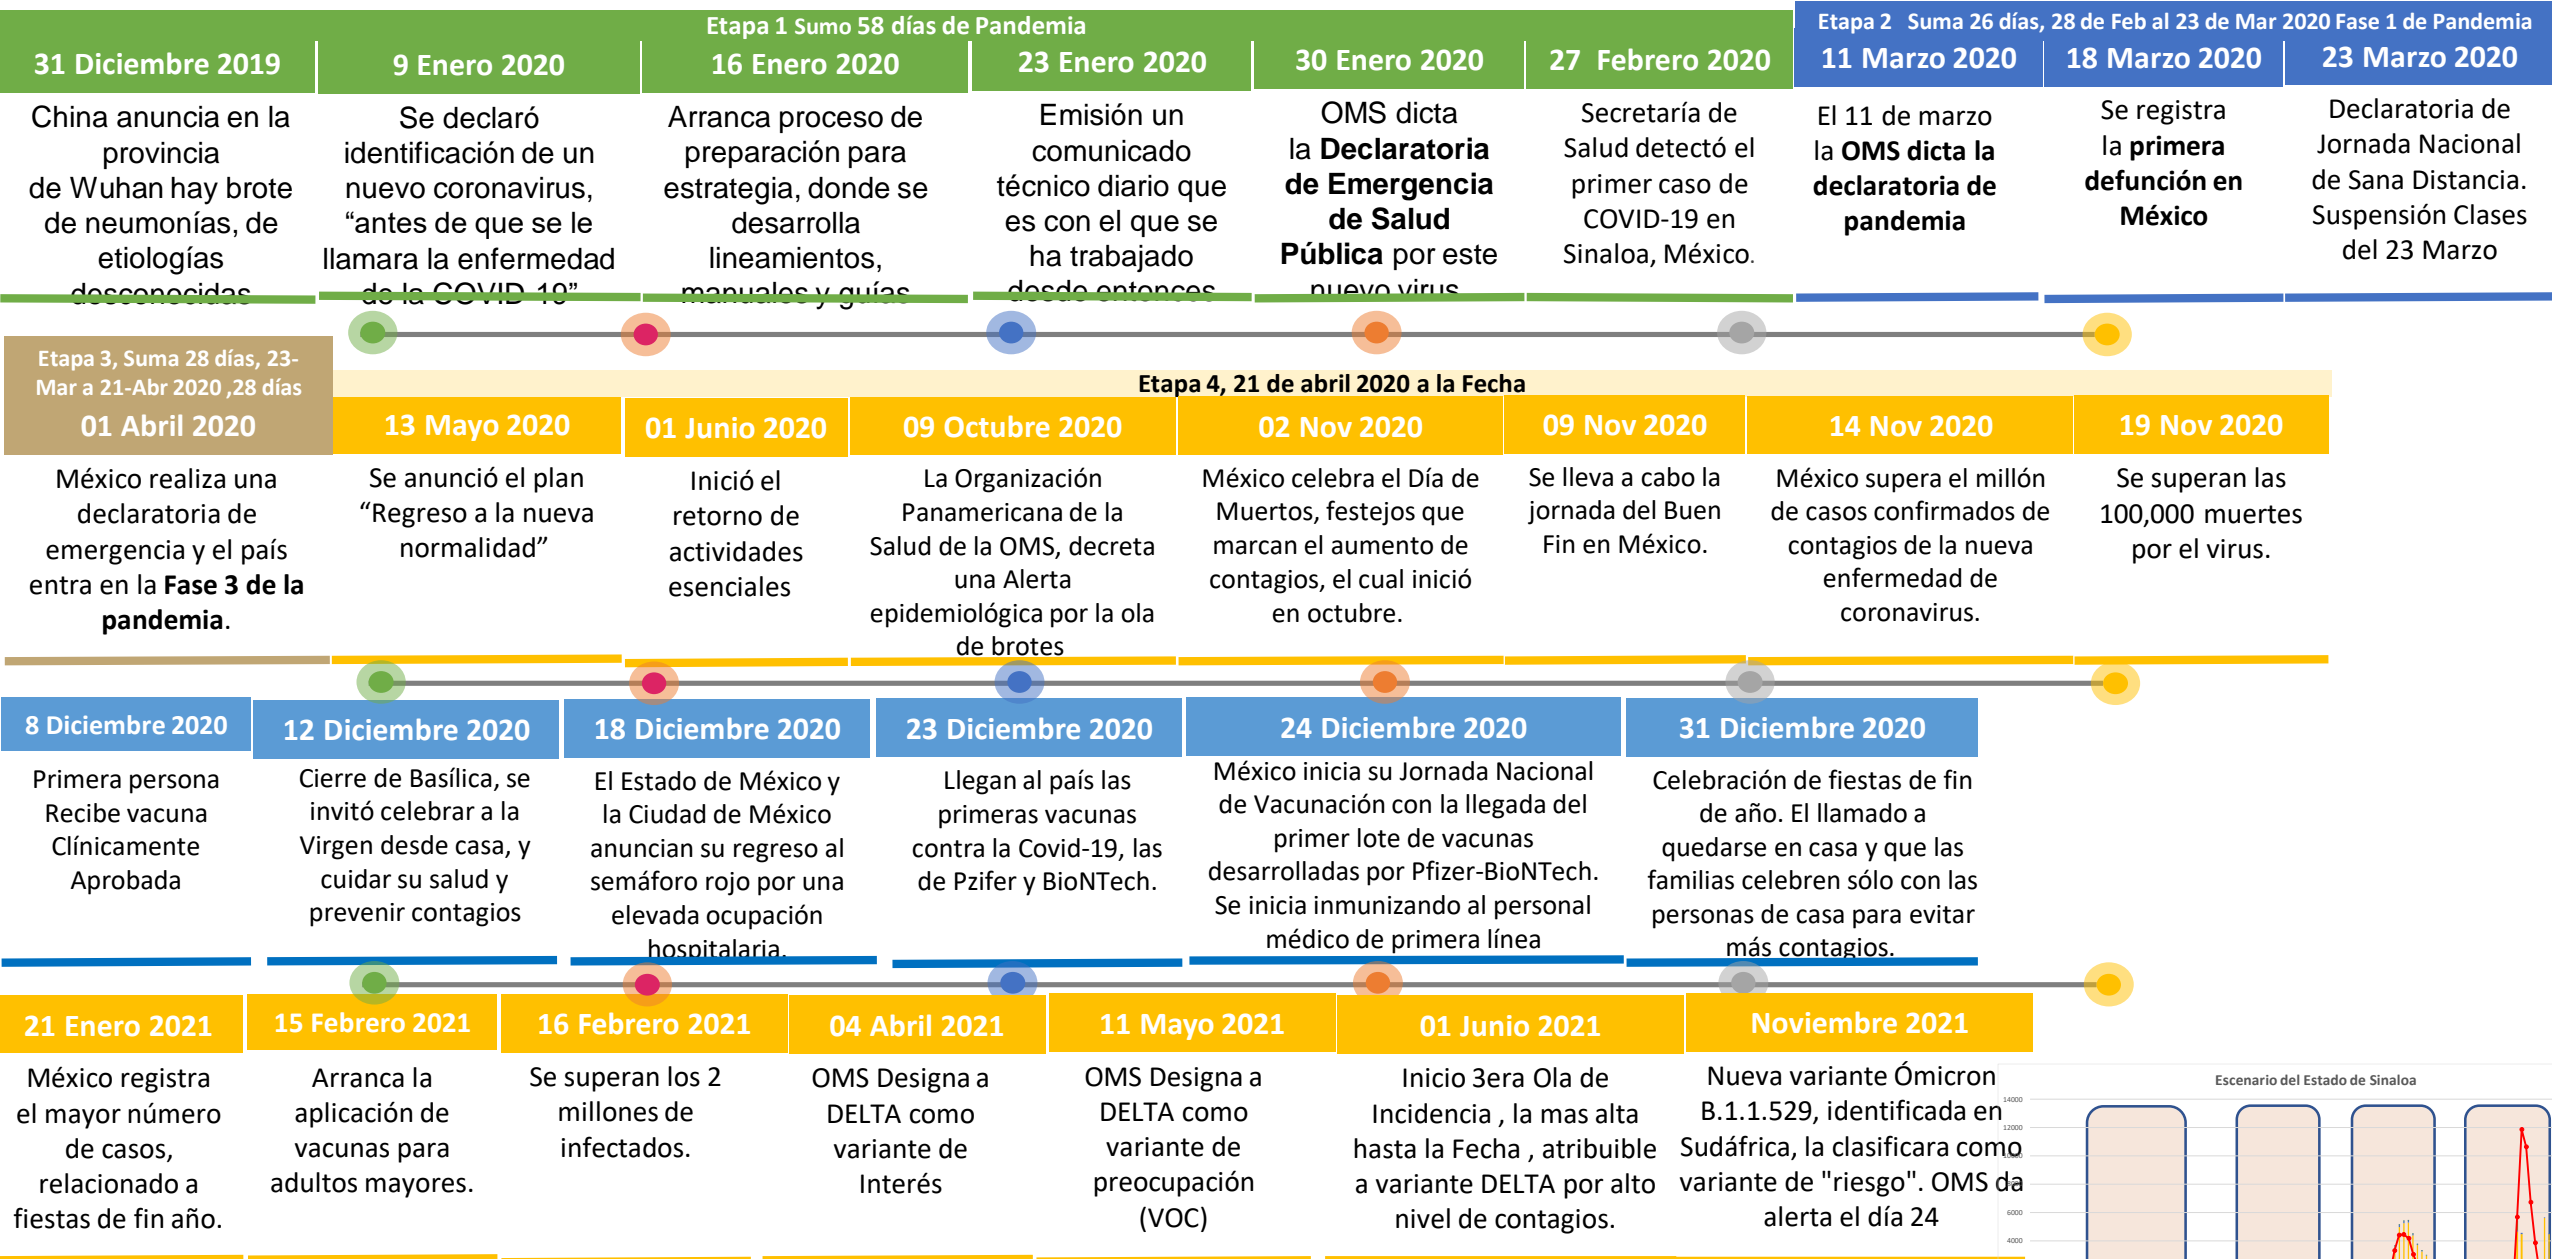 Etapa 1 Sumo 58 días de Pandemia
Etapa 2 Suma 26 días, 28 de Feb al 23 de Mar 2020 Fase 1 de Pandemia
31 Diciembre 2019
China anuncia en la
provincia
de Wuhan hay brote
de neumonías, de
etiologías
desconocidas
9 Enero 2020
Se declaró
identificación de un
nuevo coronavirus,
“antes de que se le
llamara la enfermedad
de la COVID-19”
16 Enero 2020
Arranca proceso de
preparación para
estrategia, donde se
desarrolla
lineamientos,
manuales y guías
23 Enero 2020
Emisión un
comunicado
técnico diario que
es con el que se
ha trabajado
desde entonces
30 Enero 2020
OMS dicta
la Declaratoria
de Emergencia
de Salud
Pública por este
nuevo virus
27 Febrero 2020
Secretaría de
Salud detectó el
primer caso de
COVID-19 en
Sinaloa, México.
11 Marzo 2020
El 11 de marzo
la OMS dicta la
declaratoria de
pandemia
18 Marzo 2020
Se registra
la primera
defunción en
México
23 Marzo 2020
Declaratoria de
Jornada Nacional
de Sana Distancia.
Suspensión Clases
del 23 Marzo
Etapa 3, Suma 28 días, 23-
Mar a 21-Abr 2020 ,28 días
01 Abril 2020
México realiza una
declaratoria de
emergencia y el país
entra en la Fase 3 de la
pandemia.
Etapa 4, 21 de abril 2020 a la Fecha
13 Mayo 2020
Se anunció el plan
“Regreso a la nueva
normalidad”
01 Junio 2020
Inició el
retorno de
actividades
esenciales
09 Octubre 2020
La Organización
Panamericana de la
Salud de la OMS, decreta
una Alerta
epidemiológica por la ola
de brotes
02 Nov 2020
México celebra el Día de
Muertos, festejos que
marcan el aumento de
contagios, el cual inició
en octubre.
09 Nov 2020
Se lleva a cabo la
jornada del Buen
Fin en México.
14 Nov 2020
México supera el millón
de casos confirmados de
contagios de la nueva
enfermedad de
coronavirus.
19 Nov 2020
Se superan las
100,000 muertes
por el virus.
8 Diciembre 2020
Primera persona
Recibe vacuna
Clínicamente
Aprobada
12 Diciembre 2020
Cierre de Basílica, se
invitó celebrar a la
Virgen desde casa, y
cuidar su salud y
prevenir contagios
18 Diciembre 2020
El Estado de México y
la Ciudad de México
anuncian su regreso al
semáforo rojo por una
elevada ocupación
hospitalaria.
23 Diciembre 2020
Llegan al país las
primeras vacunas
contra la Covid-19, las
de Pzifer y BioNTech.
24 Diciembre 2020
México inicia su Jornada Nacional
de Vacunación con la llegada del
primer lote de vacunas
desarrolladas por Pfizer-BioNTech.
Se inicia inmunizando al personal
médico de primera línea
31 Diciembre 2020
Celebración de fiestas de fin
de año. El llamado a
quedarse en casa y que las
familias celebren sólo con las
personas de casa para evitar
más contagios.
21 Enero 2021
México registra
el mayor número
de casos,
relacionado a
fiestas de fin año.
15 Febrero 2021
Arranca la
aplicación de
vacunas para
adultos mayores.
16 Febrero 2021
Se superan los 2
millones de
infectados.
04 Abril 2021
OMS Designa a
DELTA como
variante de
Interés
11 Mayo 2021
OMS Designa a
DELTA como
variante de
preocupación
(VOC)
01 Junio 2021
Inicio 3era Ola de
Incidencia , la mas alta
hasta la Fecha , atribuible
a variante DELTA por alto
nivel de contagios.
Noviembre 2021
Nueva variante Ómicron
B.1.1.529, identificada en
Sudáfrica, la clasificara como
variante de "riesgo". OMS da
alerta el día 24
Escenario del Estado de Sinaloa
14000
12000
10000
6000
4000